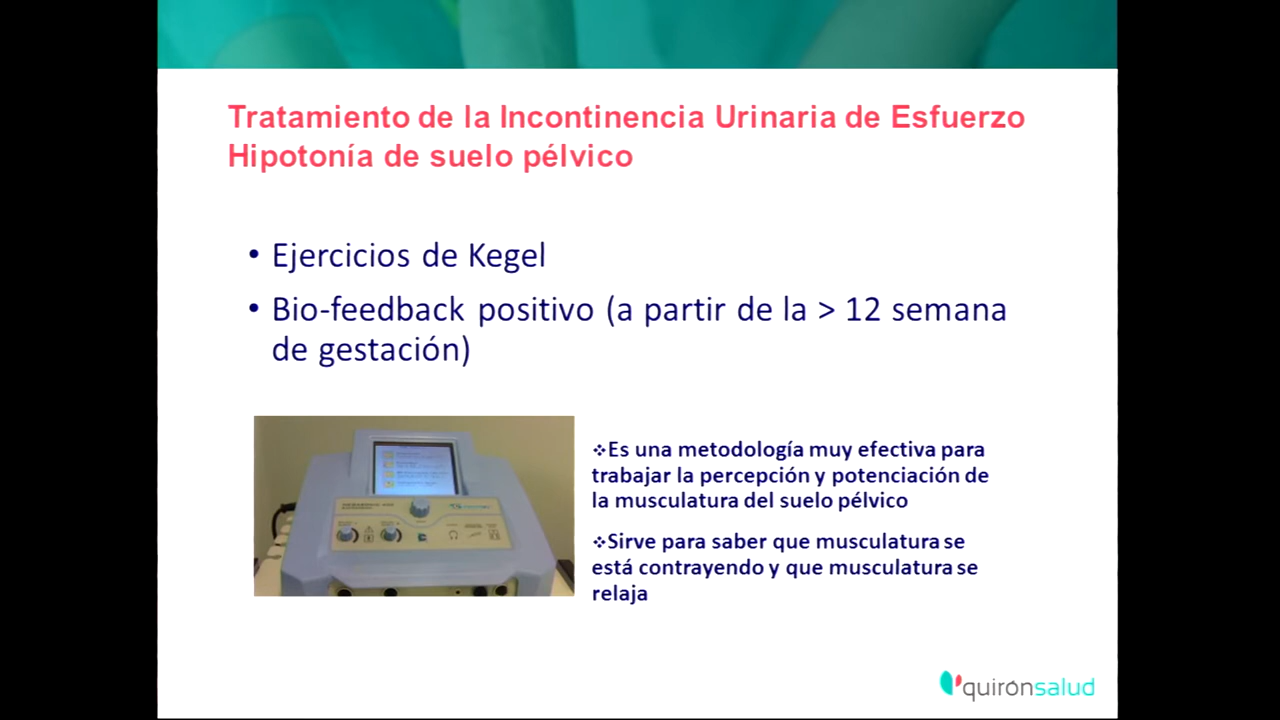 Tratamiento de la Incontinencia Urinaria de Esfuerzo
Hipotonía de suelo pélvico
• Ejercicios de Kegel
• Bio-feedback positivo (a partir de la > 12 semana
de gestación)
❖Es una metodología muy efectiva para
trabajar la percepción y potenciación de
la musculatura del suelo pélvico
❖Sirve para saber que musculatura se
está contrayendo y que musculatura se
relaja
quirónsalud